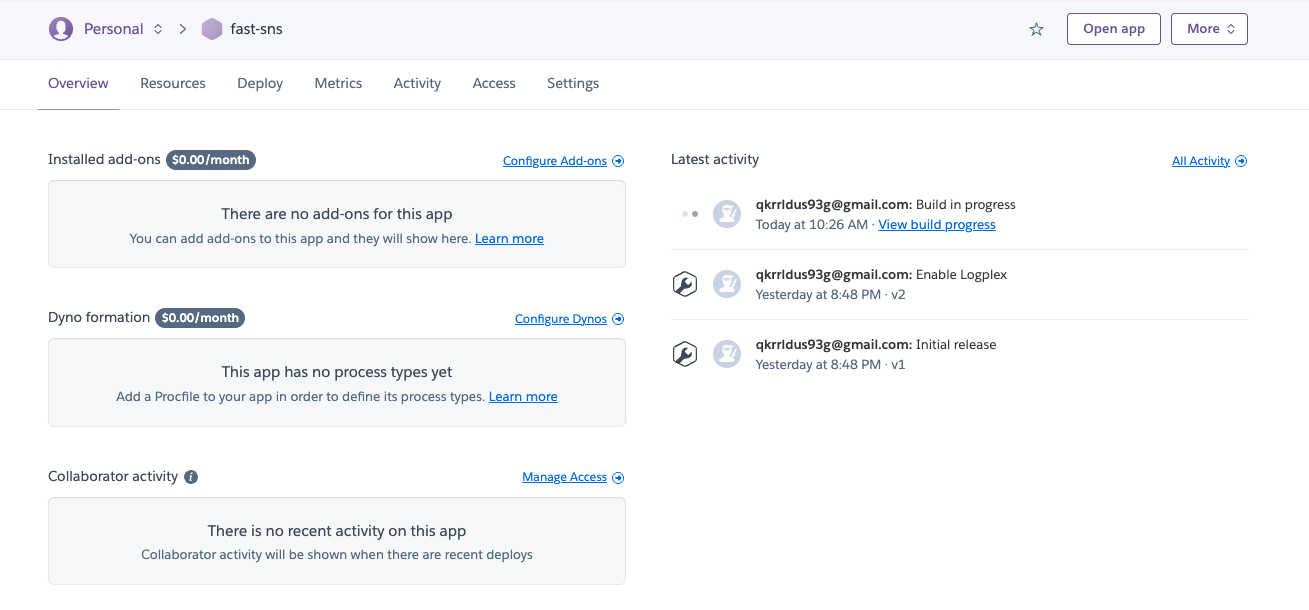 Personal fast-sns Open app More
Overview Resources Deploy Metrics Activity Access Settings
Installed add-ons $0.00/month Configure Add-ons
There are no add-ons for this app
You can add add-ons to this app and they will show here. Learn more
Dyno formation $0.00/month Configure Dynos
This app has no process types yet
Add a Procfile to your app in order to define its process types. Learn more
Collaborator activity i Manage Access
There is no recent activity on this app
Collaborator activity will be shown when there are recent deploys
Latest activity All Activity
qkrrldus93g@gmail.com: Build in progress
Today at 10:26 AM · View build progress
qkrrldus93g@gmail.com: Enable Logplex
Yesterday at 8:48 PM · v2
qkrrldus93g@gmail.com: Initial release
Yesterday at 8:48 PM · v1